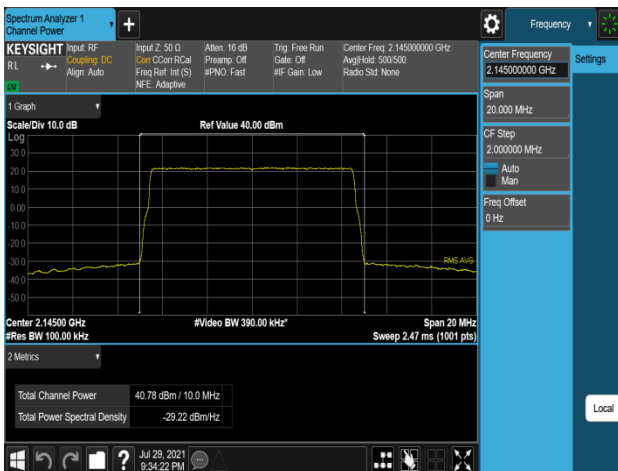 Spectrum Analyzer 1
Channel Power
Frequency
KEYSIGHT
RL
LXI
Input: RF
Coupling: DC
Align: Auto
Input Z: 50 Ω
Corr CCorr RCal
Freq Ref: Int (S)
NFE: Adaptive
Atten: 16 dB
Preamp: Off
#PNO: Fast
Trig: Free Run
Gate: Off
#IF Gain: Low
Center Freq: 2.145000000 GHz
Avg|Hold: 500/500
Radio Std: None
1 Graph
Scale/Div 10.0 dB
Ref Value 40.00 dBm
Log
30.0
20.0
10.0
0.00
-10.0
-20.0
-30.0
-40.0
-50.0
RMS AVG
Center 2.14500 GHz
#Video BW 390.00 kHz*
Span 20 MHz
#Res BW 100.00 kHz
Sweep 2.47 ms (1001 pts)
2 Metrics
Total Channel Power 40.78 dBm / 10.0 MHz
Total Power Spectral Density -29.22 dBm/Hz
Center Frequency
2.145000000 GHz
Settings
Span
20.000 MHz
CF Step
2.000000 MHz
Auto
Man
Freq Offset
0 Hz
Local
?
Jul 29, 2021
9:34:22 PM